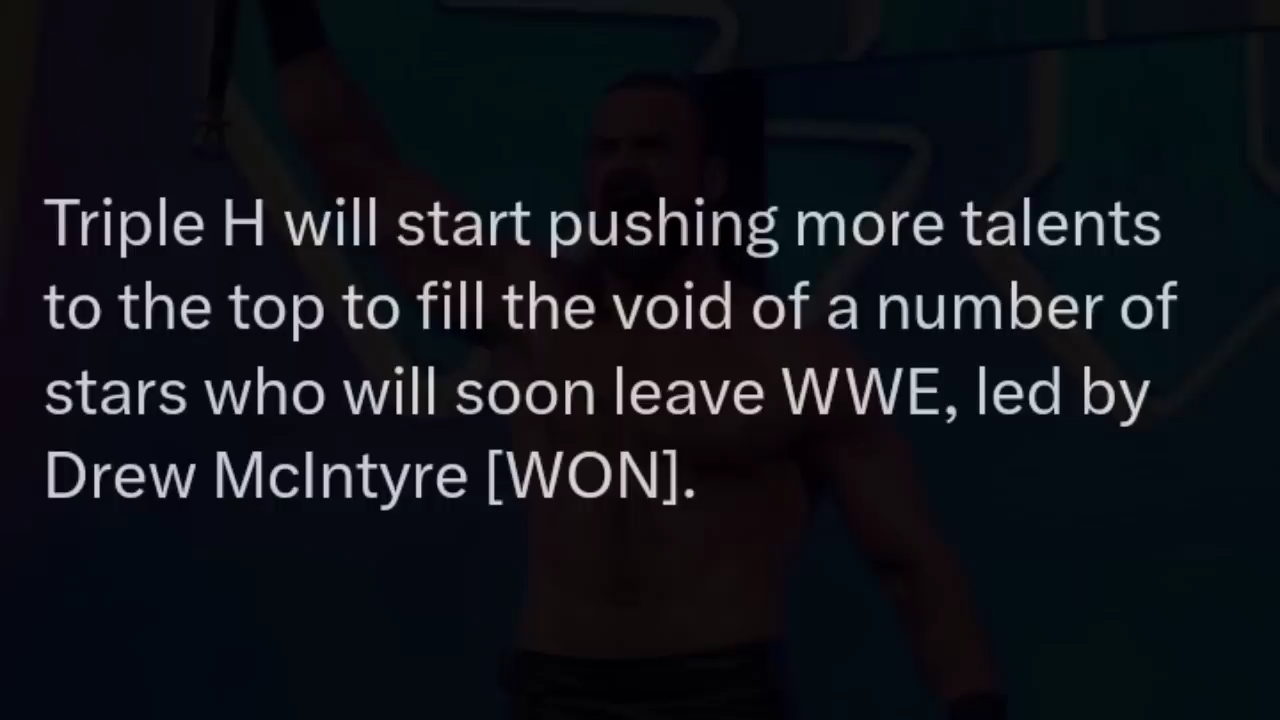 Triple H will start pushing more talents
to the top to fill the void of a number of
stars who will soon leave WWE, led by
Drew McIntyre [WON].